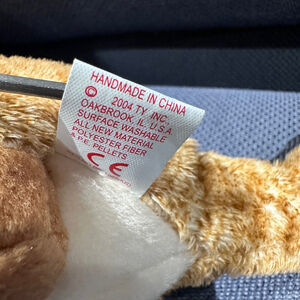 HANDMADE IN CHINA
© 2004 TY INC.
OAKBROOK, IL. U.S.A
SURFACE WASHABLE
ALL NEW MATERIAL
POLYESTER FIBER
& P.E. PELLETS
CE